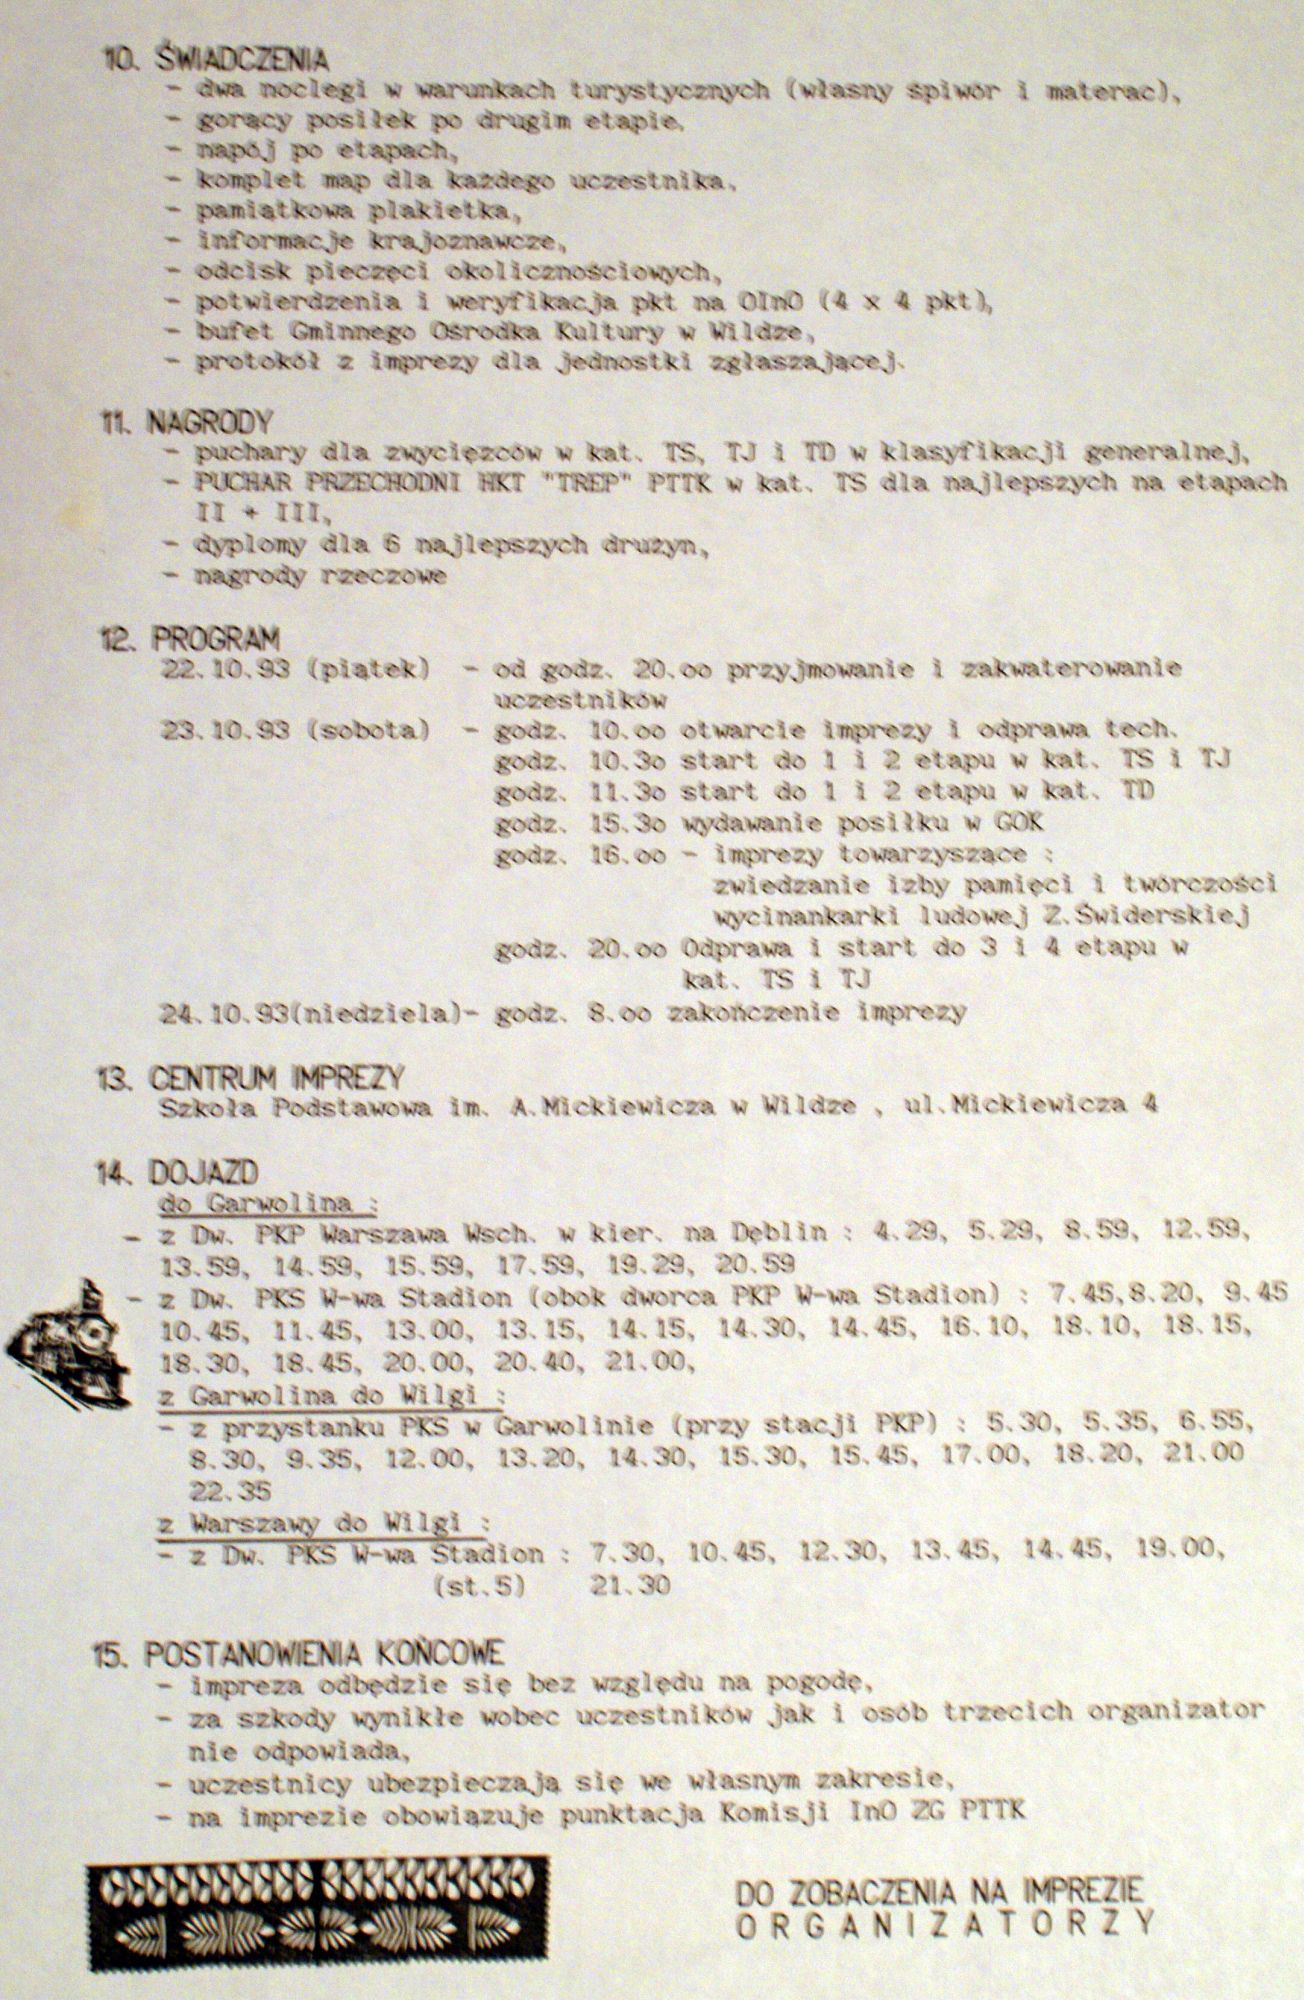 10. ŚWIADCZENIA
- dwa noclegi w warunkach turystycznych (własny śpiwór i materac),
- gorący posiłek po drugim etapie,
- napój po etapach,
- komplet map dla każdego uczestnika,
- pamiątkowa plakietka,
- informacje krajoznawcze,
- odcisk pieczęci okolicznościowych,
- potwierdzenia i weryfikacja pkt na OInO (4 x 4 pkt),
- bufet Gminnego Ośrodka Kultury w Wildze,
- protokół z imprezy dla jednostki zgłaszającej.
11. NAGRODY
- puchary dla zwycięzców w kat. TS, TJ i TD w klasyfikacji generalnej,
- PUCHAR PRZECHODNI HKT "TREP" PTTK w kat. TS dla najlepszych na etapach
II + III,
- dyplomy dla 6 najlepszych drużyn,
- nagrody rzeczowe
12. PROGRAM
22.10.93 (piątek) - od godz. 20.oo przyjmowanie i zakwaterowanie
uczestników
23.10.93 (sobota) - godz. 10.oo otwarcie imprezy i odprawa tech.
godz. 10.3o start do 1 i 2 etapu w kat. TS i TJ
godz. 11.3o start do 1 i 2 etapu w kat. TD
godz. 15.3o wydawanie posiłku w GOK
godz. 16.oo - imprezy towarzyszące :
zwiedzanie izby pamięci i twórczości
wycinankarki ludowej Z.Świderskiej
godz. 20.oo Odprawa i start do 3 i 4 etapu w
kat. TS i TJ
24.10.93(niedziela)- godz. 8.oo zakończenie imprezy
13. CENTRUM IMPREZY
Szkoła Podstawowa im. A.Mickiewicza w Wildze , ul.Mickiewicza 4
14. DOJAZD
do Garwolina :
- z Dw. PKP Warszawa Wsch. w kier. na Dęblin : 4.29, 5.29, 8.59, 12.59,
13.59, 14.59, 15.59, 17.59, 19.29, 20.59
- z Dw. PKS W-wa Stadion (obok dworca PKP W-wa Stadion) : 7.45,8.20, 9.45
10.45, 11.45, 13.00, 13.15, 14.15, 14.30, 14.45, 16.10, 18.10, 18.15,
18.30, 18.45, 20.00, 20.40, 21.00,
z Garwolina do Wilgi :
- z przystanku PKS w Garwolinie (przy stacji PKP) : 5.30, 5.35, 6.55,
8.30, 9.35, 12.00, 13.20, 14.30, 15.30, 15.45, 17.00, 18.20, 21.00
22.35
z Warszawy do Wilgi :
- z Dw. PKS W-wa Stadion : 7.30, 10.45, 12.30, 13.45, 14.45, 19.00,
(st.5) 21.30
15. POSTANOWIENIA KOŃCOWE
- impreza odbędzie się bez względu na pogodę,
- za szkody wynikłe wobec uczestników jak i osób trzecich organizator
nie odpowiada,
- uczestnicy ubezpieczają się we własnym zakresie,
- na imprezie obowiązuje punktacja Komisji InO ZG PTTK
DO ZOBACZENIA NA IMPREZIE
ORGANIZATORZY